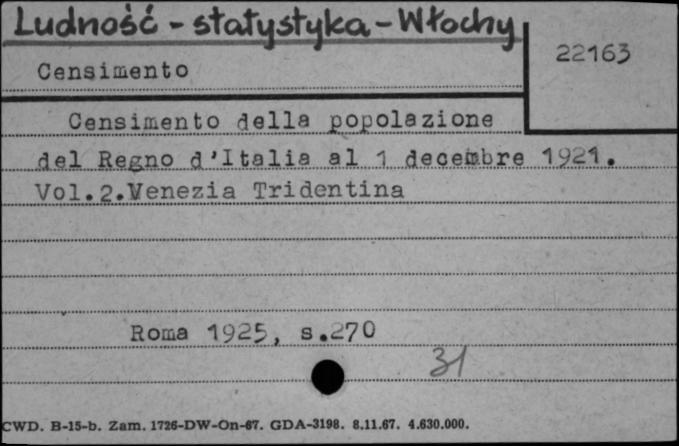 Ludność - statystyka - Włochy
22163
Censimento
Censimento della popolazione
del Regno d'Italia al 1 decembre 1921.
Vol.2.Venezia Tridentina
Roma 1925, s.270
31
CWD. B-15-b. Zam. 1726-DW-On-67. GDA-3198. 8.11.67. 4.630.000.